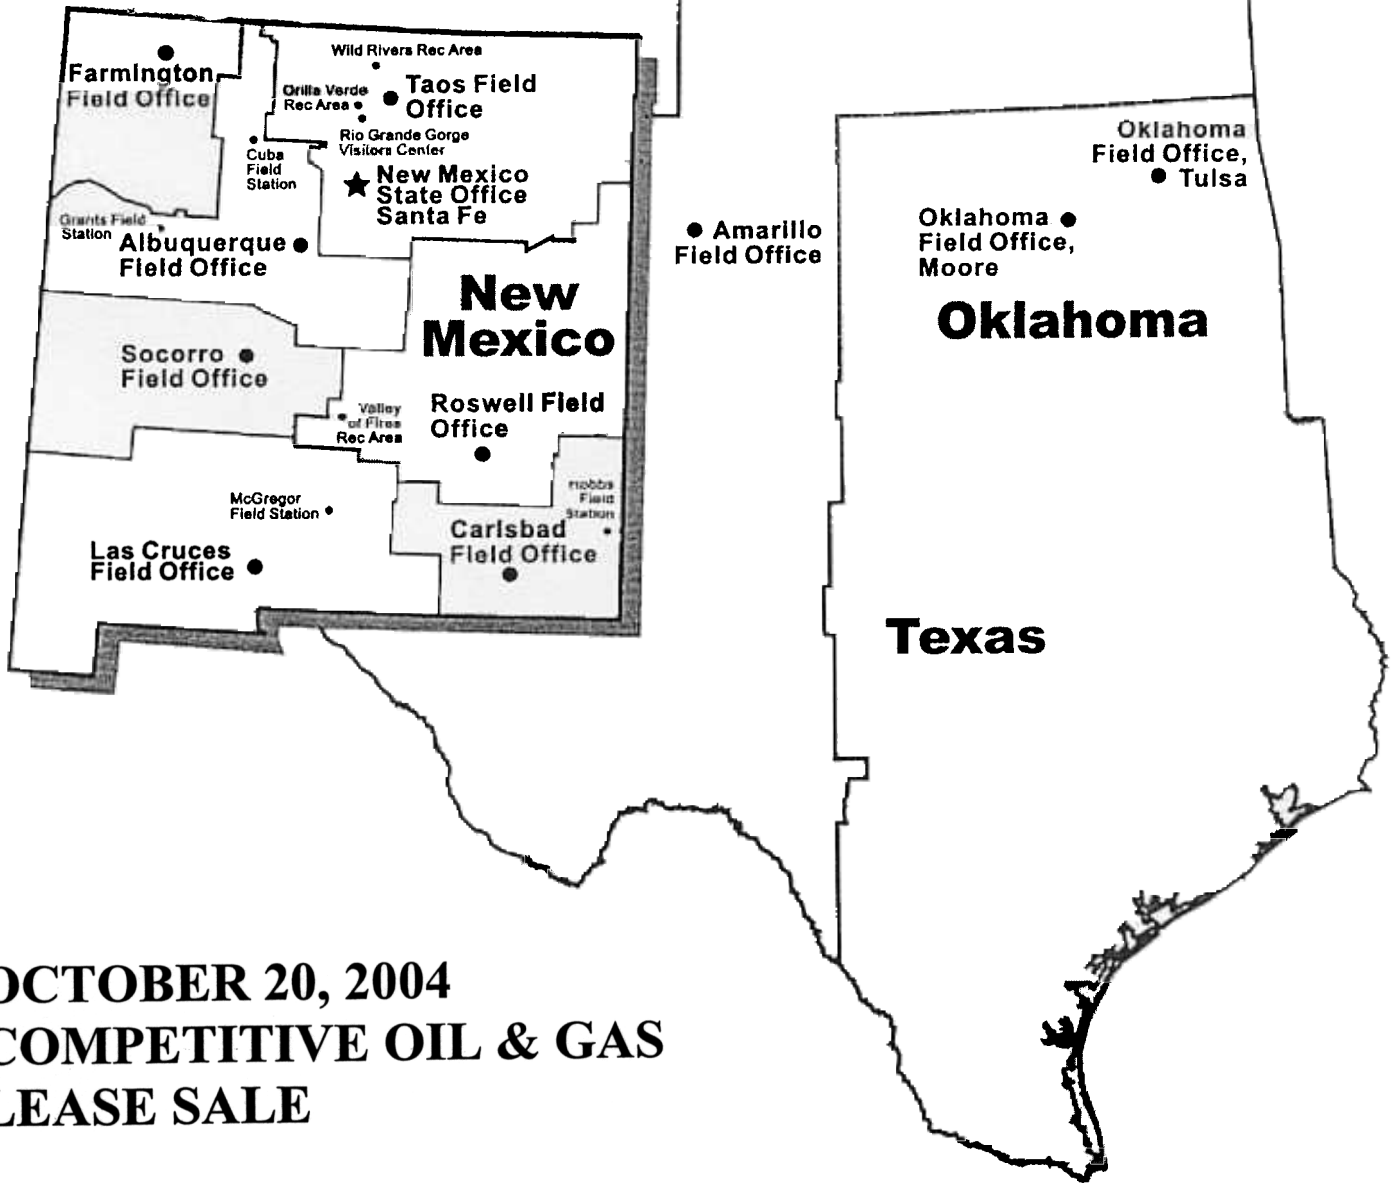 Wild Rivers Rec Area
Farmington
Field Office
Orilla Verde
Rec Area
Taos Field
Office
Rio Grande Gorge
Visitors Center
Cuba
Field
Station
New Mexico
State Office
Santa Fe
Grants Field
Station
Albuquerque
Field Office
New
Mexico
Socorro
Field Office
Valley
of Fires
Rec Area
Roswell Field
Office
Hobbs
Field
Station
McGregor
Field Station
Carlsbad
Field Office
Las Cruces
Field Office
Amarillo
Field Office
Oklahoma
Field Office,
Tulsa
Oklahoma
Field Office,
Moore
Oklahoma
Texas
OCTOBER 20, 2004
COMPETITIVE OIL & GAS
LEASE SALE